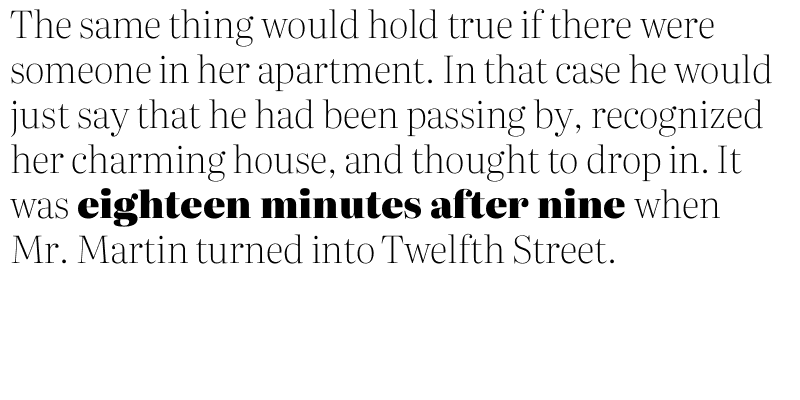 The same thing would hold true if there were
someone in her apartment. In that case he would
just say that he had been passing by, recognized
her charming house, and thought to drop in. It
was eighteen minutes after nine when
Mr. Martin turned into Twelfth Street.